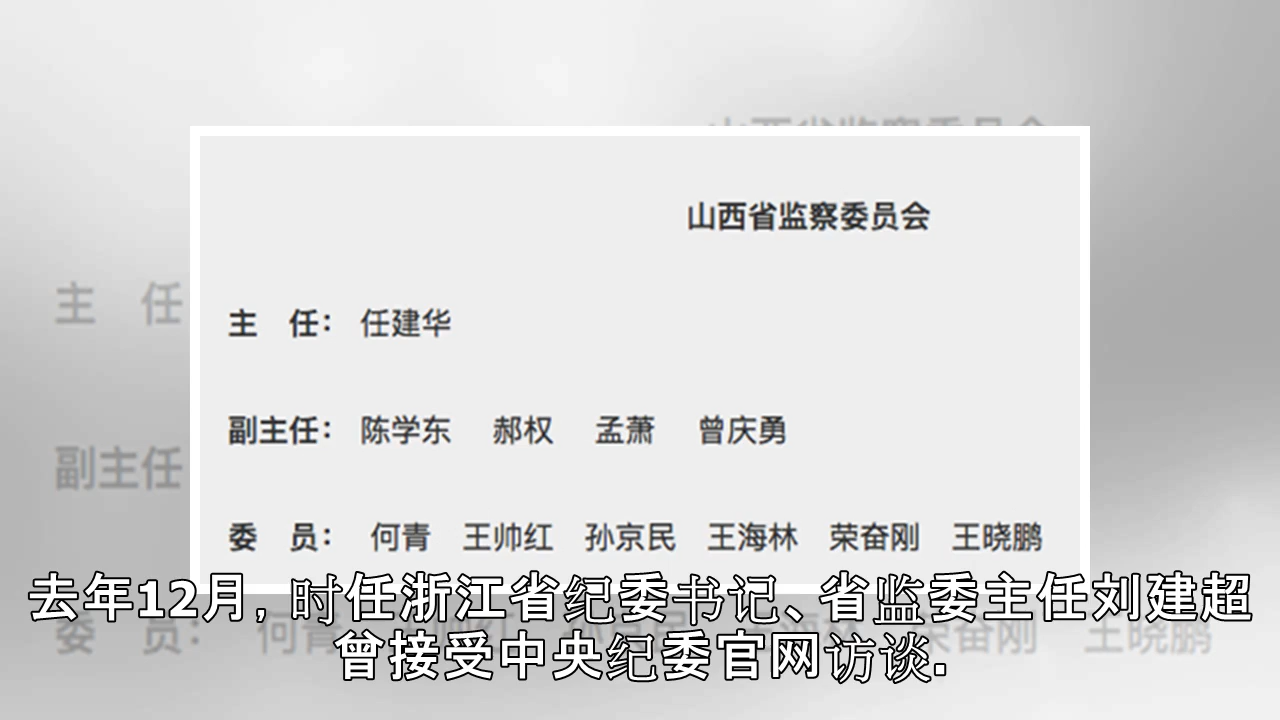 山西省监察委员会
主 任： 任建华
副主任： 陈学东 郝权 孟萧 曾庆勇
委 员： 何青 王帅红 孙京民 王海林 荣奋刚 王晓鹏
去年12月, 时任浙江省纪委书记、省监委主任刘建超
曾接受中央纪委官网访谈.